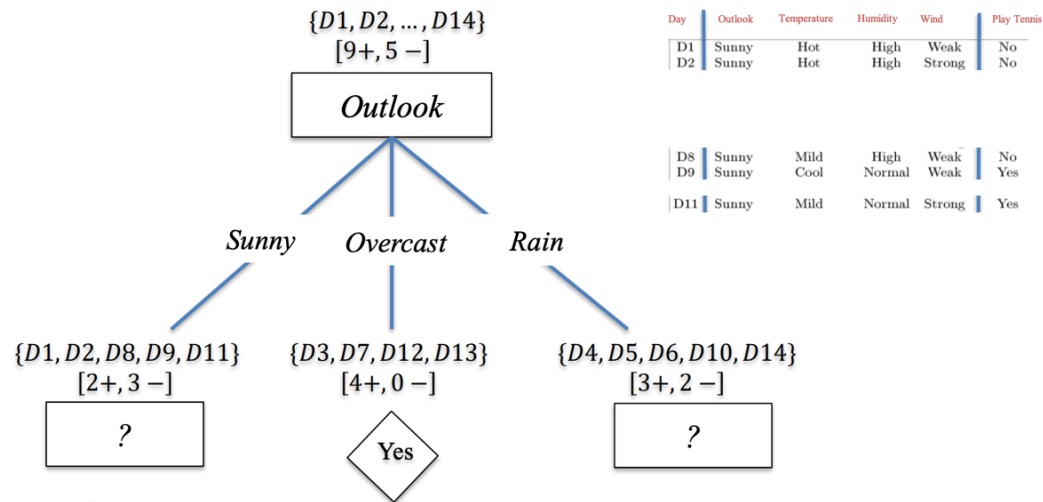 {D1, D2, ..., D14}
[9+, 5 −]
Outlook
Sunny Overcast Rain
{D1, D2, D8, D9, D11} {D3, D7, D12, D13} {D4, D5, D6, D10, D14}
[2+, 3 −] [4+, 0 −] [3+, 2 −]
? Yes ?
Day Outlook Temperature Humidity Wind Play Tennis
D1 Sunny Hot High Weak No
D2 Sunny Hot High Strong No
D8 Sunny Mild High Weak No
D9 Sunny Cool Normal Weak Yes
D11 Sunny Mild Normal Strong Yes